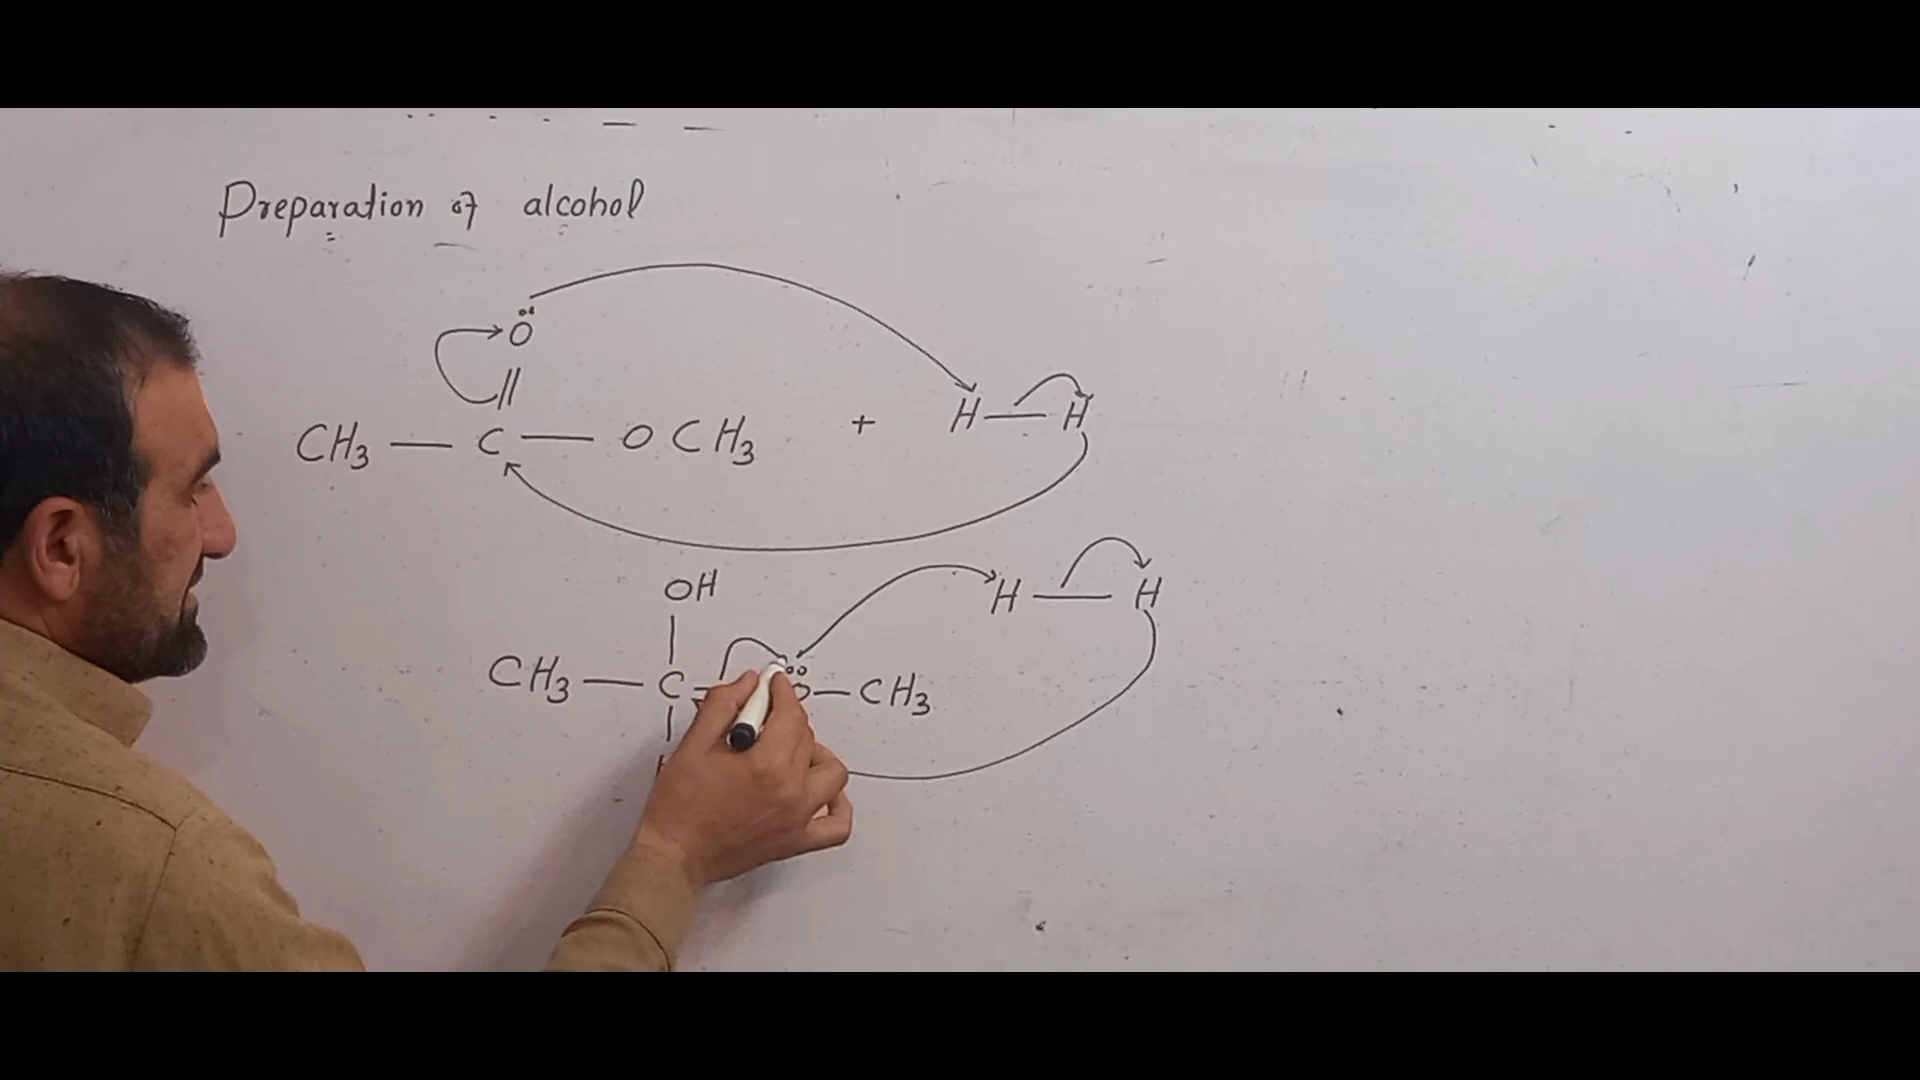 Preparation of alcohol
O
CH3 — C — OCH3 + H — H
OH H — H
CH3 — C — O — CH3